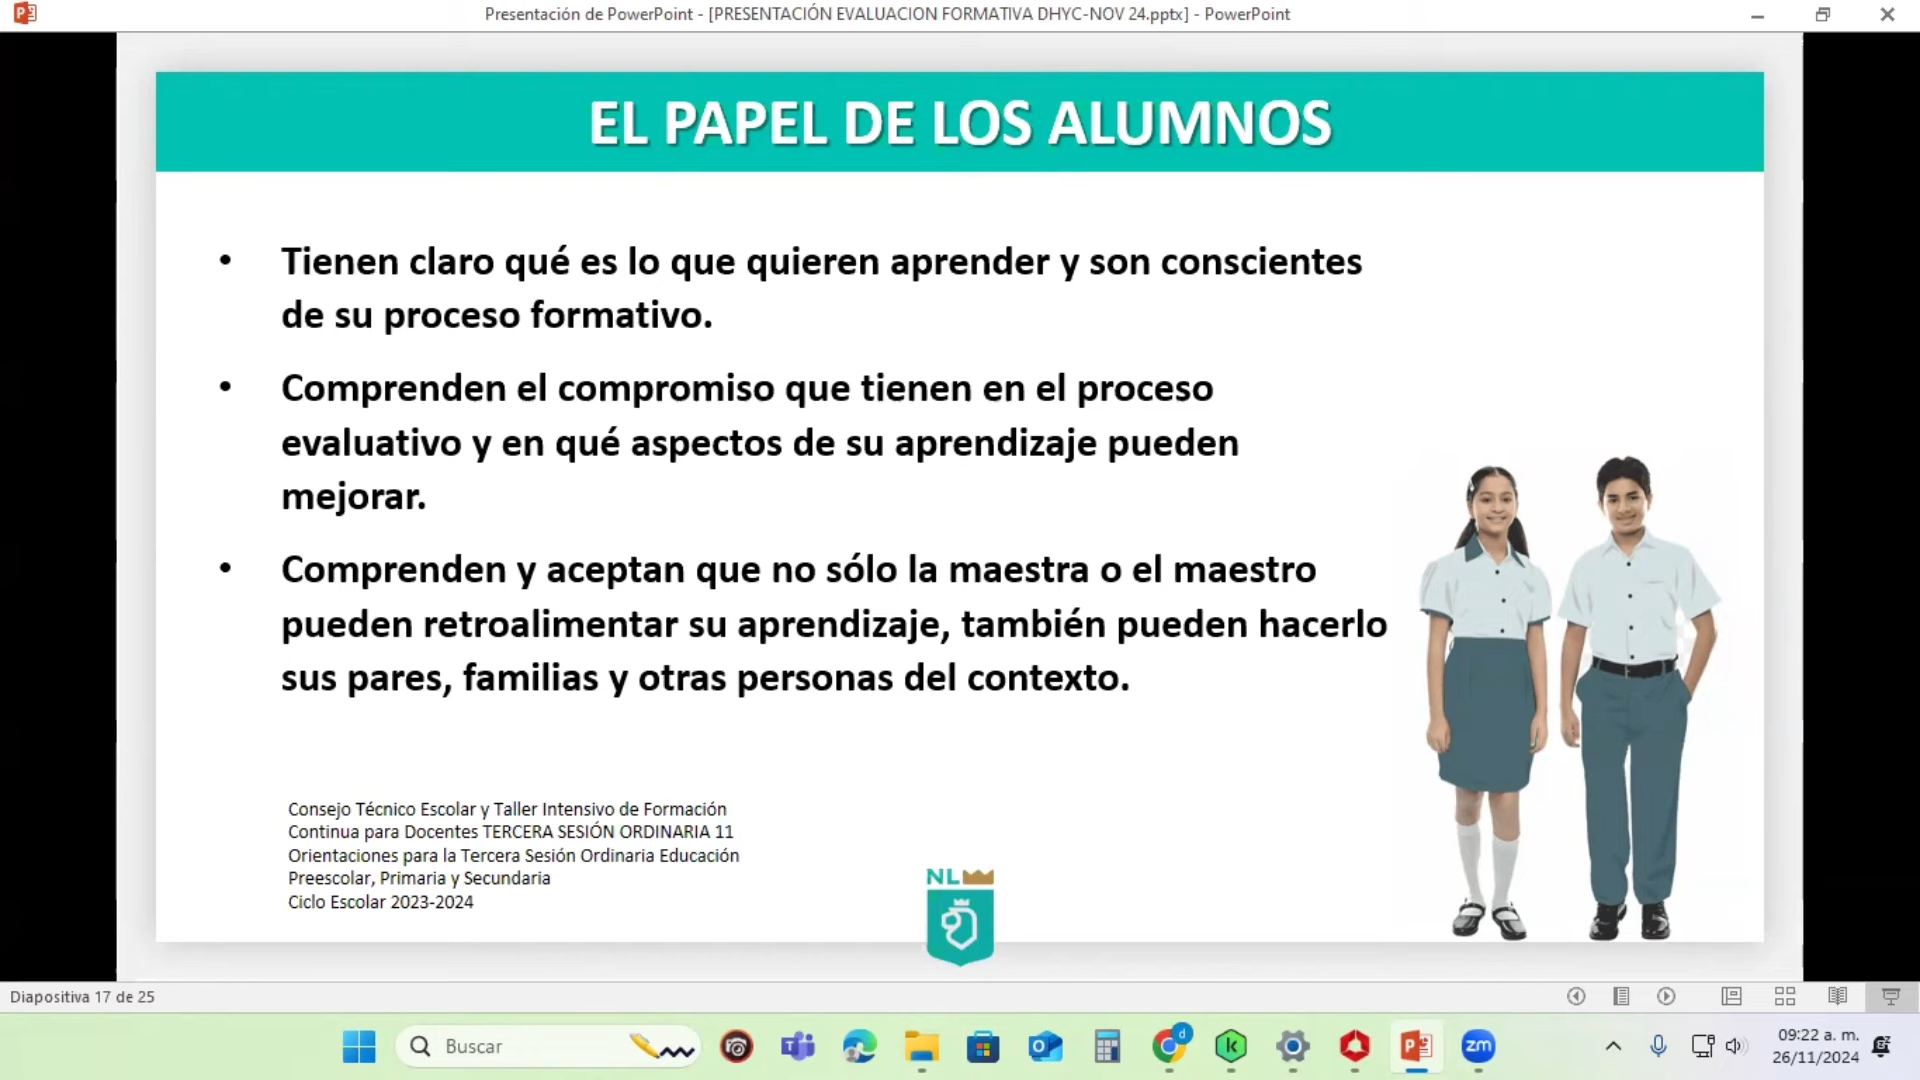 Presentación de PowerPoint - [PRESENTACIÓN EVALUACION FORMATIVA DHYC-NOV 24.pptx] - PowerPoint
EL PAPEL DE LOS ALUMNOS
• Tienen claro qué es lo que quieren aprender y son conscientes
de su proceso formativo.
• Comprenden el compromiso que tienen en el proceso
evaluativo y en qué aspectos de su aprendizaje pueden
mejorar.
• Comprenden y aceptan que no sólo la maestra o el maestro
pueden retroalimentar su aprendizaje, también pueden hacerlo
sus pares, familias y otras personas del contexto.
Consejo Técnico Escolar y Taller Intensivo de Formación
Continua para Docentes TERCERA SESIÓN ORDINARIA 11
Orientaciones para la Tercera Sesión Ordinaria Educación
Preescolar, Primaria y Secundaria
Ciclo Escolar 2023-2024
NL
Diapositiva 17 de 25
Buscar
d
k
zm
09:22 a. m.
26/11/2024